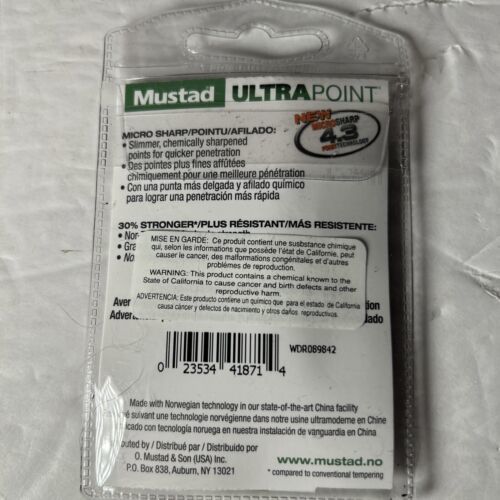 Mustad ULTRAPOINT
NEW
MICROSHARP
4.3
POINT TECHNOLOGY
MICRO SHARP/POINTU/AFILADO:
• Slimmer, chemically sharpened
points for quicker penetration
• Des pointes plus fines affûtées
chimiquement pour une meilleure pénétration
• Con una punta más delgada y afilado químico
para lograr una penetración más rápida
30% STRONGER*/PLUS RÉSISTANT/MÁS RESISTENTE:
MISE EN GARDE: Ce produit contient une susbstance chimique
qui, selon les informations que possède l'état de Californie, peut
causer le cancer, des malformations congénitales et d'autres
problèmes de reproduction.
WARNING: This product contains a chemical known to the
State of California to cause cancer and birth defects and other
reproductive harm.
ADVERTENCIA: Este producto contiene un químico que para el estado de California
causa cáncer y defectos de nacimiento y otros daños reproductivos.
WDR089842
0 23534 41871 4
Made with Norwegian technology in our state-of-the-art China facility
suivant une technologie norvégienne dans notre usine ultramoderne en Chine
con tecnología noruega en nuestra instalación de vanguardia en China
by / Distribué par / Distribuido por
O. Mustad & Son (USA) Inc.
P.O. Box 838, Auburn, NY 13021
www.mustad.no
* compared to conventional tempering